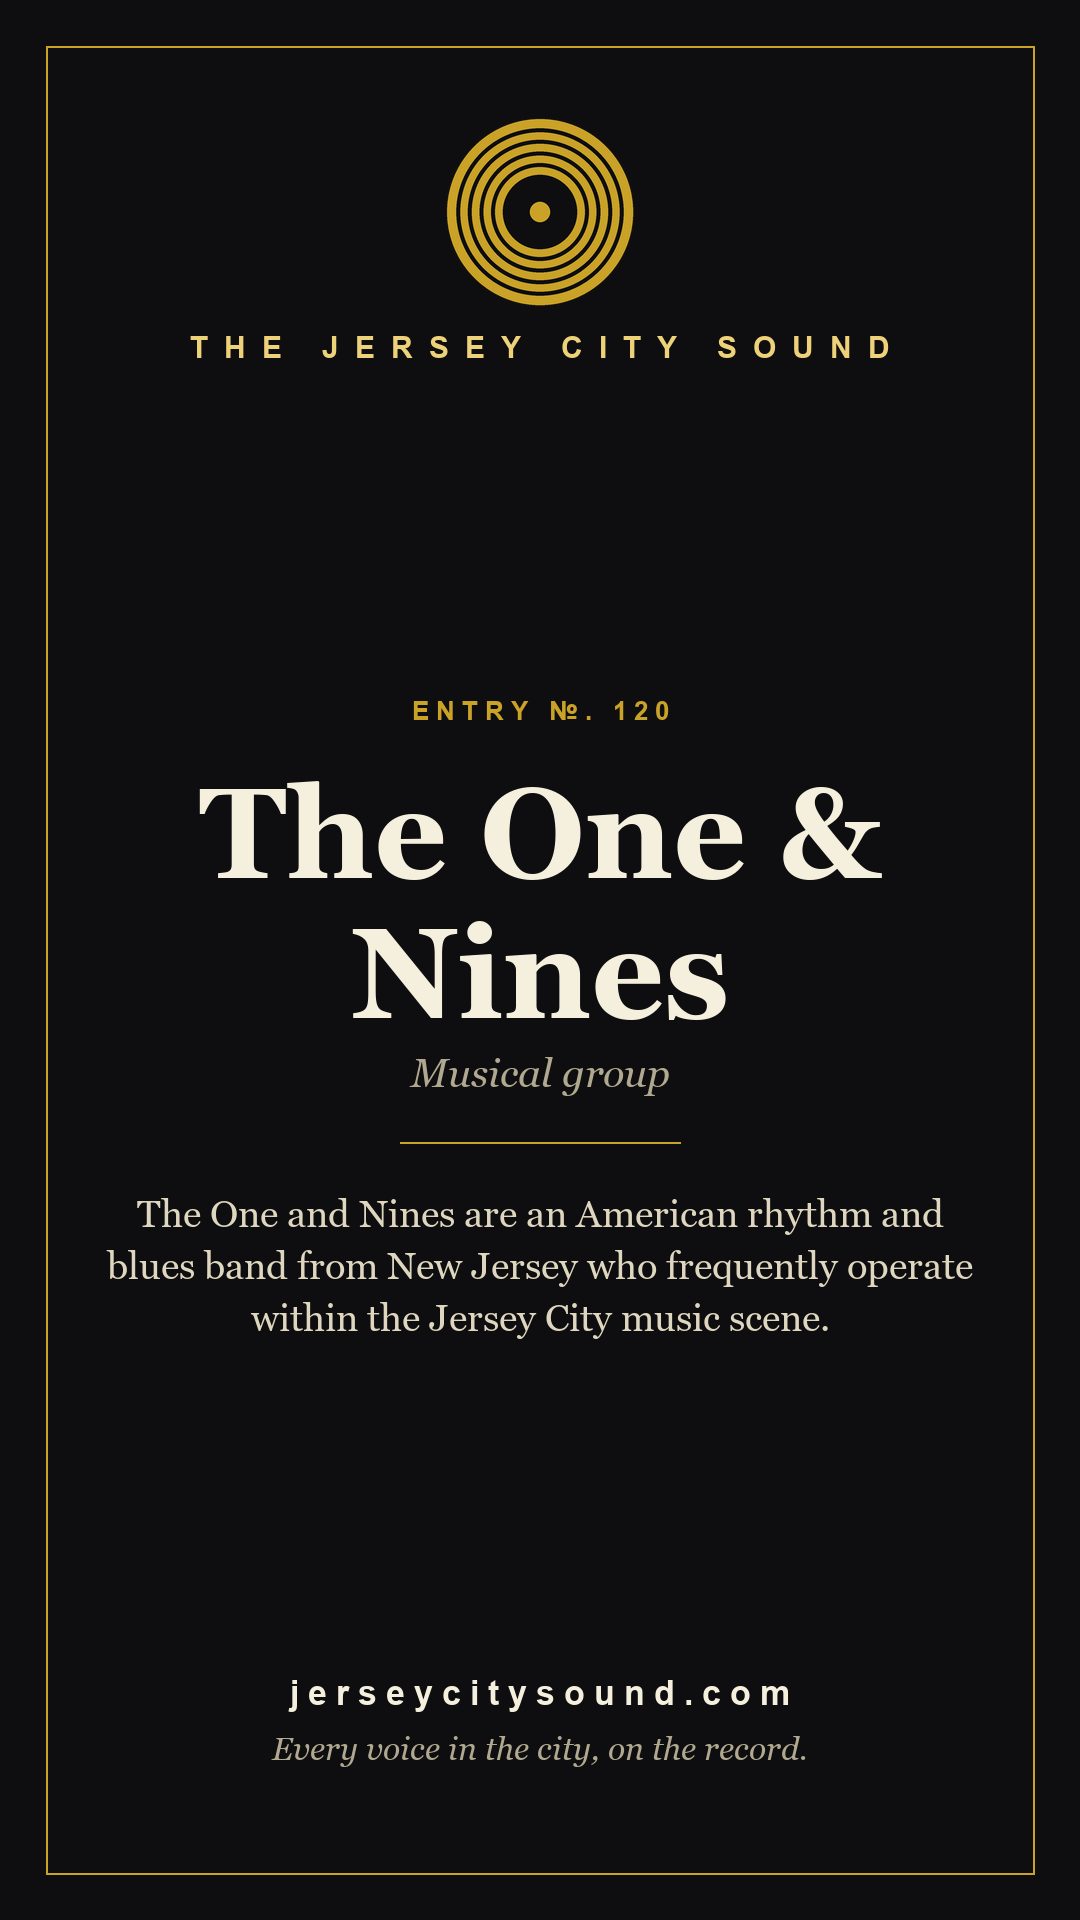 THE JERSEY CITY SOUND
ENTRY №. 120
The One &
Nines
Musical group
The One and Nines are an American rhythm and
blues band from New Jersey who frequently operate
within the Jersey City music scene.
jerseycitysound.com
Every voice in the city, on the record.